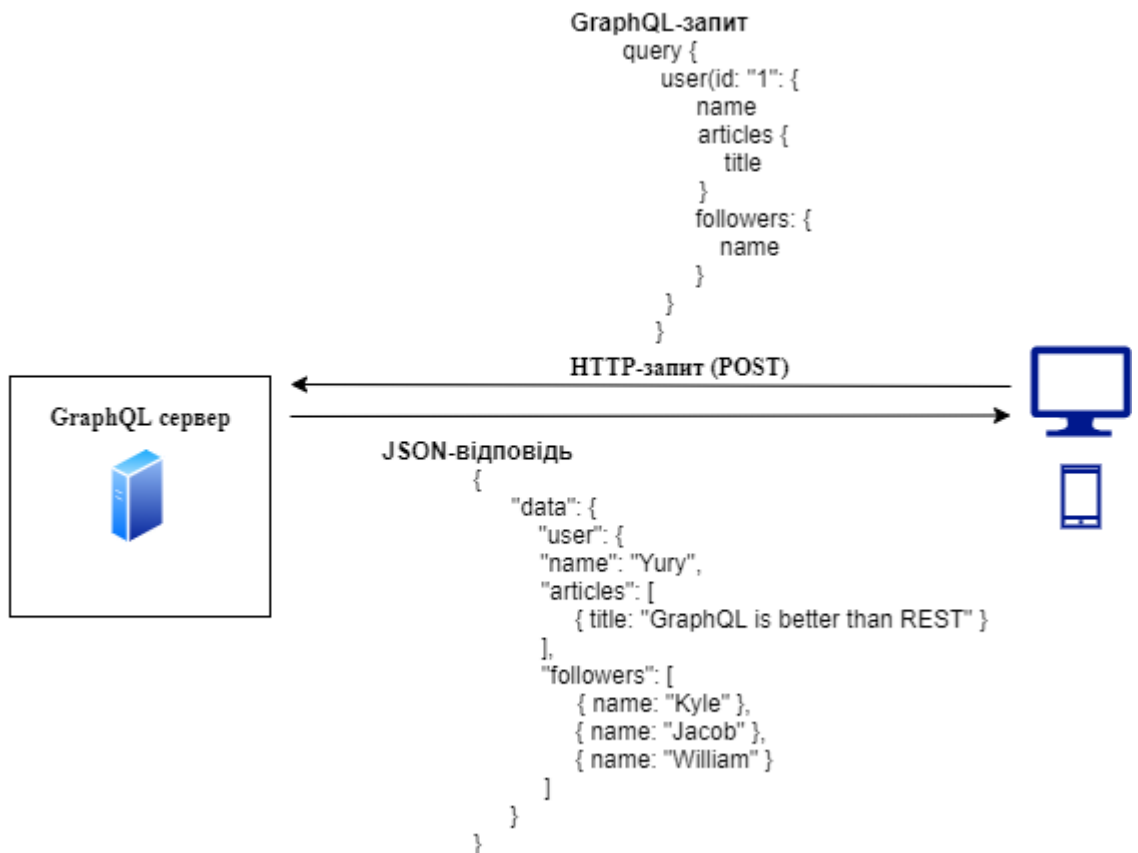 GraphQL-запит
query {
user(id: "1": {
name
articles {
title
}
followers: {
name
}
}
}
HTTP-запит (POST)
GraphQL сервер
JSON-відповідь
{
"data": {
"user": {
"name": "Yury",
"articles": [
{ title: "GraphQL is better than REST" }
],
"followers": [
{ name: "Kyle" },
{ name: "Jacob" },
{ name: "William" }
]
}
}